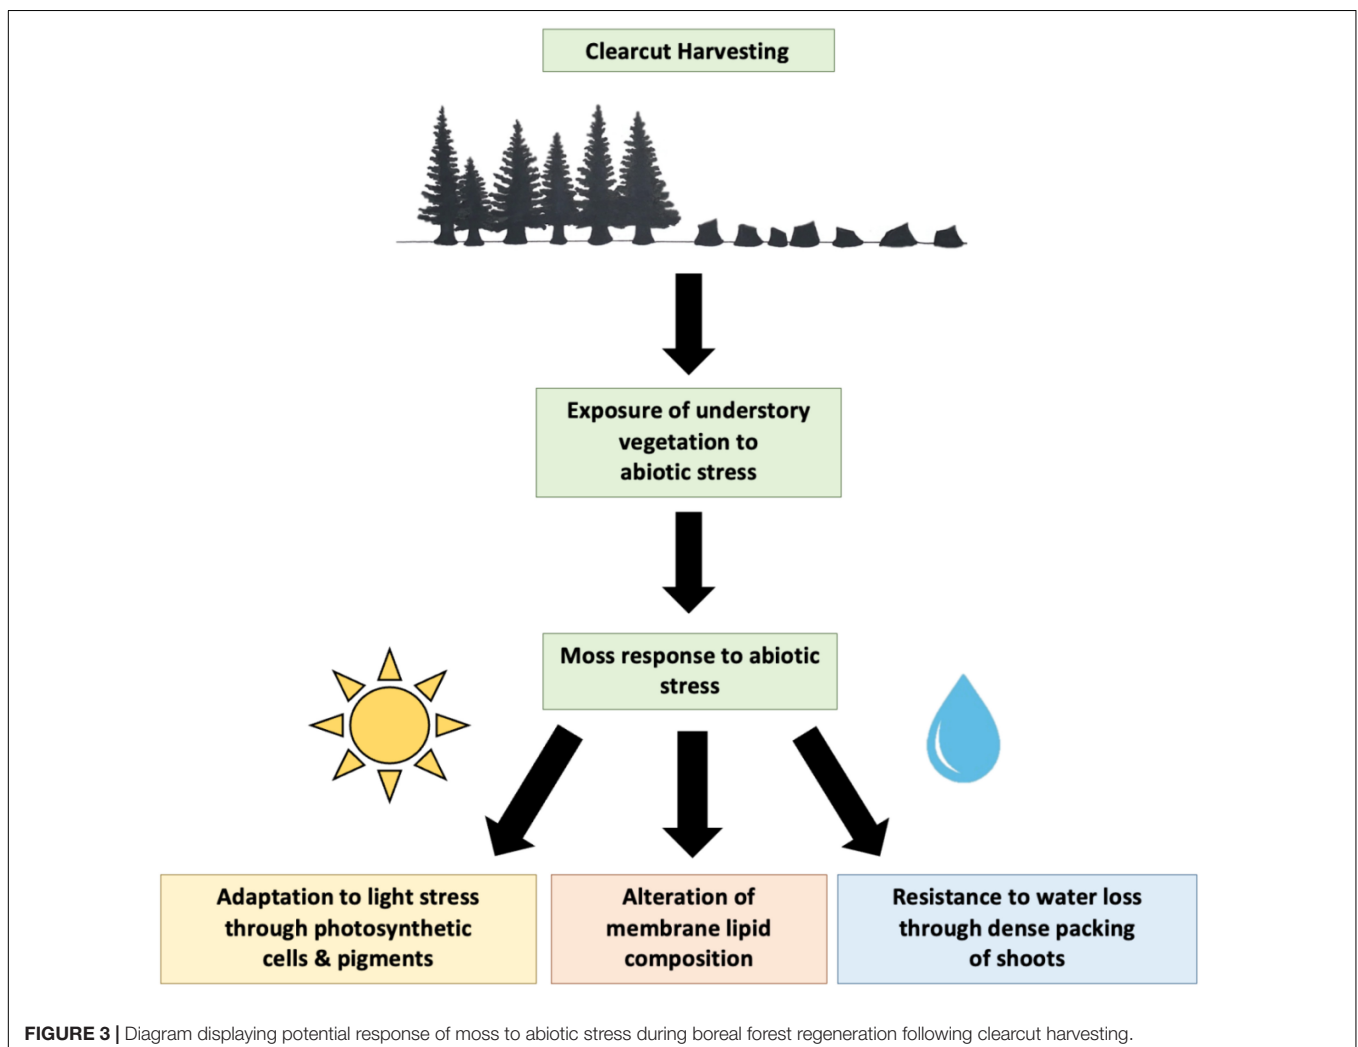 Clearcut Harvesting
Exposure of understory
vegetation to
abiotic stress
Moss response to abiotic
stress
Adaptation to light stress
through photosynthetic
cells & pigments
Alteration of
membrane lipid
composition
Resistance to water loss
through dense packing
of shoots
FIGURE 3 | Diagram displaying potential response of moss to abiotic stress during boreal forest regeneration following clearcut harvesting.